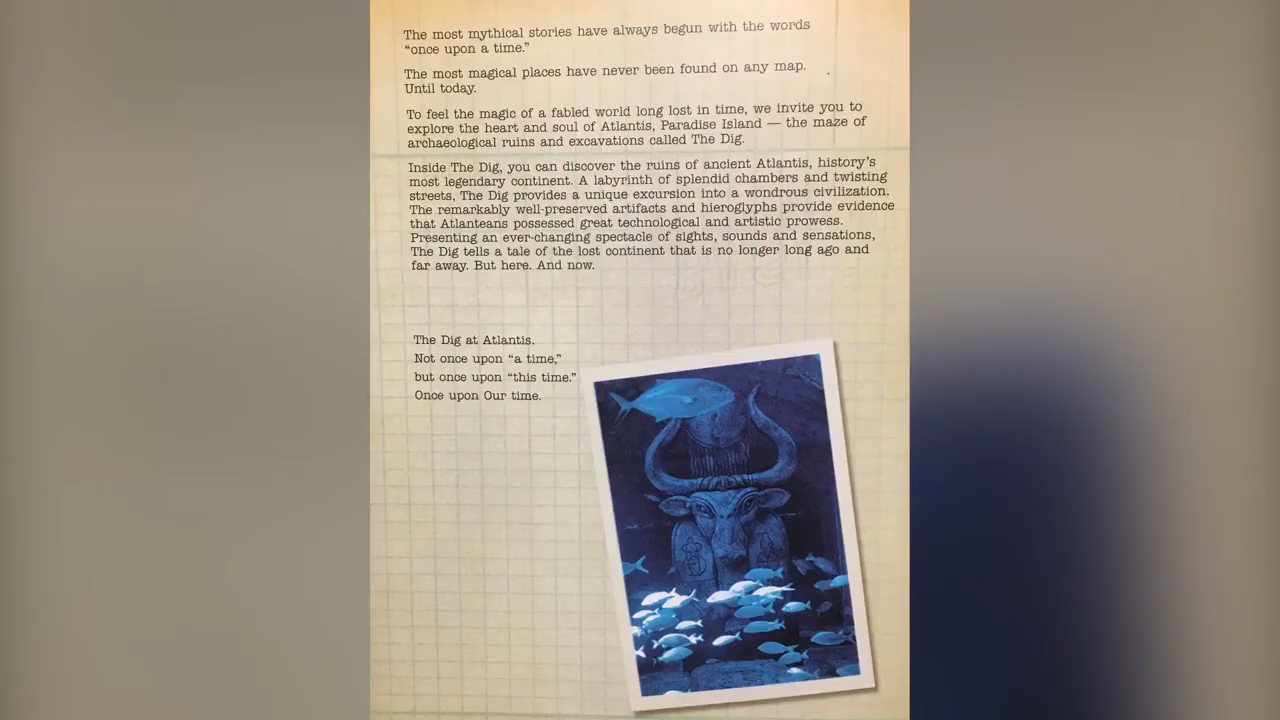 The most mythical stories have always begun with the words
“once upon a time.”
The most magical places have never been found on any map.
Until today.
To feel the magic of a fabled world long lost in time, we invite you to
explore the heart and soul of Atlantis, Paradise Island — the maze of
archaeological ruins and excavations called The Dig.
Inside The Dig, you can discover the ruins of ancient Atlantis, history’s
most legendary continent. A labyrinth of splendid chambers and twisting
streets, The Dig provides a unique excursion into a wondrous civilization.
The remarkably well-preserved artifacts and hieroglyphs provide evidence
that Atlanteans possessed great technological and artistic prowess.
Presenting an ever-changing spectacle of sights, sounds and sensations,
The Dig tells a tale of the lost continent that is no longer long ago and
far away. But here. And now.
The Dig at Atlantis.
Not once upon “a time,”
but once upon “this time.”
Once upon Our time.